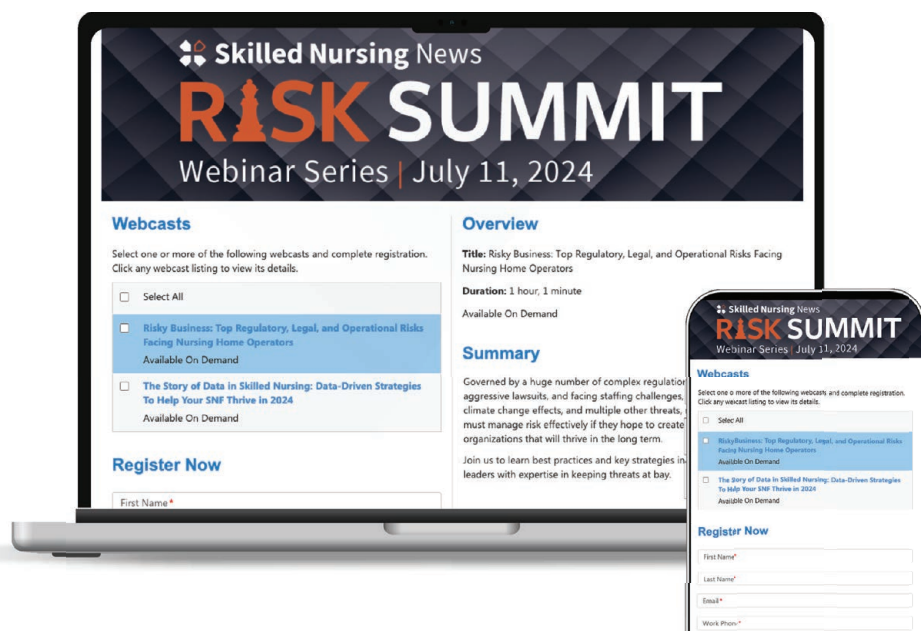 Skilled Nursing News
RISK SUMMIT
Webinar Series | July 11, 2024
Webcasts
Select one or more of the following webcasts and complete registration.
Click any webcast listing to view its details.
Select All
Risky Business: Top Regulatory, Legal, and Operational Risks
Facing Nursing Home Operators
Available On Demand
The Story of Data in Skilled Nursing: Data-Driven Strategies
To Help Your SNF Thrive in 2024
Available On Demand
Register Now
First Name*
Overview
Title: Risky Business: Top Regulatory, Legal, and Operational Risks Facing
Nursing Home Operators
Duration: 1 hour, 1 minute
Available On Demand
Summary
Governed by a huge number of complex regulation
aggressive lawsuits, and facing staffing challenges,
climate change effects, and multiple other threats,
must manage risk effectively if they hope to create
organizations that will thrive in the long term.
Join us to learn best practices and key strategies in
leaders with expertise in keeping threats at bay.
Skilled Nursing News
RISK SUMMIT
Webinar Series | July 11, 2024
Webcasts
Select one or more of the following webcasts and complete registration.
Click any webcast listing to view its details.
Selec All
RiskyBusiness: Top Regulatory, Legal, and Operational Risks
Facing Nursing Home Operators
Available On Demand
The Story of Data in Skilled Nursing: Data-Driven Strategies
To Help Your SNF Thrive in 2024
Available On Demand
Register Now
First Name*
Last Name*
Email*
Work Phone*